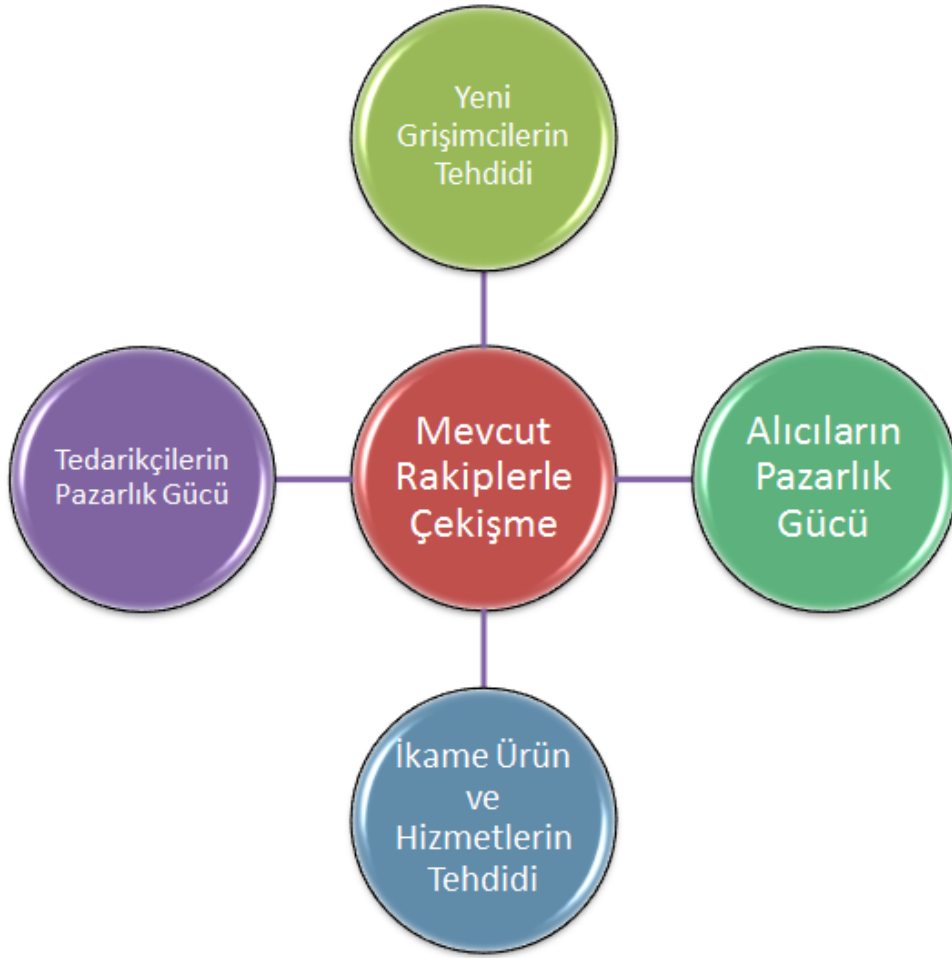 Yeni
Grişimcilerin
Tehdidi
Tedarikçilerin
Pazarlık Gücü
Mevcut
Rakiplerle
Çekişme
Alıcıların
Pazarlık
Gücü
İkame Ürün
ve
Hizmetlerin
Tehdidi